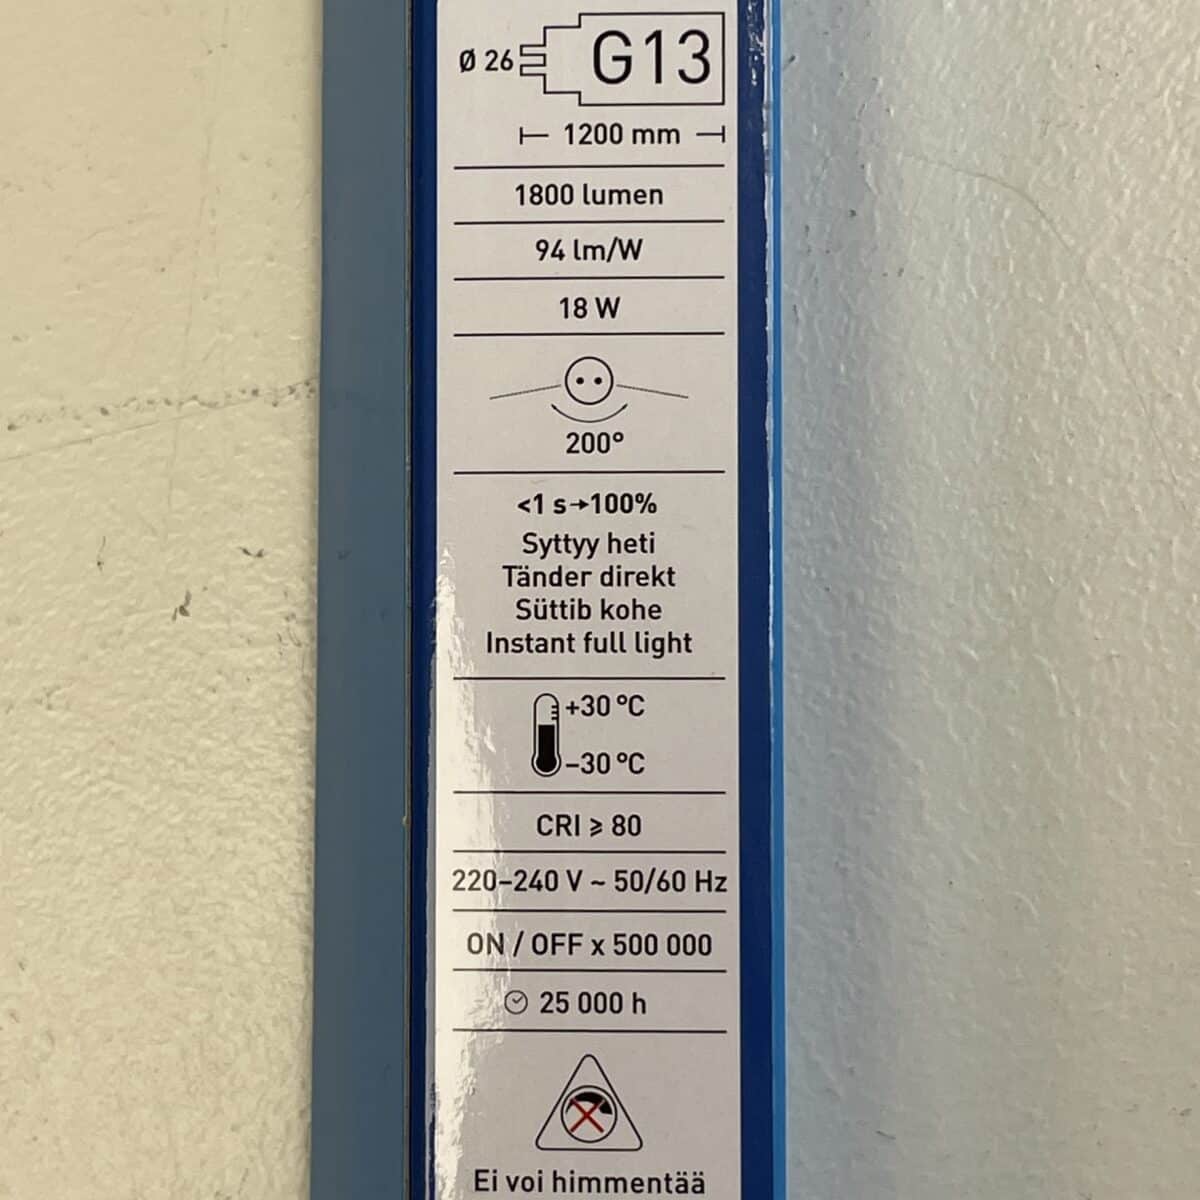 Ø 26 G13
1200 mm
1800 lumen
94 lm/W
18 W
200°
<1 s→100%
Syttyy heti
Tänder direkt
Süttib kohe
Instant full light
+30 °C
–30 °C
CRI ≥ 80
220–240 V ~ 50/60 Hz
ON / OFF x 500 000
25 000 h
Ei voi himmentää